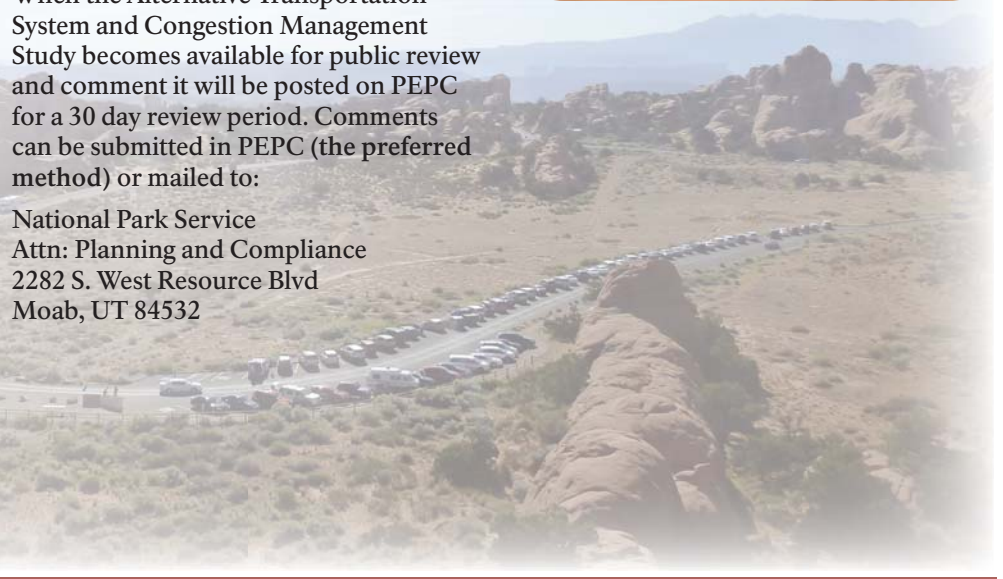 when the Alternative Transportation
System and Congestion Management
Study becomes available for public review
and comment it will be posted on PEPC
for a 30 day review period. Comments
can be submitted in PEPC (the preferred
method) or mailed to:
National Park Service
Attn: Planning and Compliance
2282 S. West Resource Blvd
Moab, UT 84532